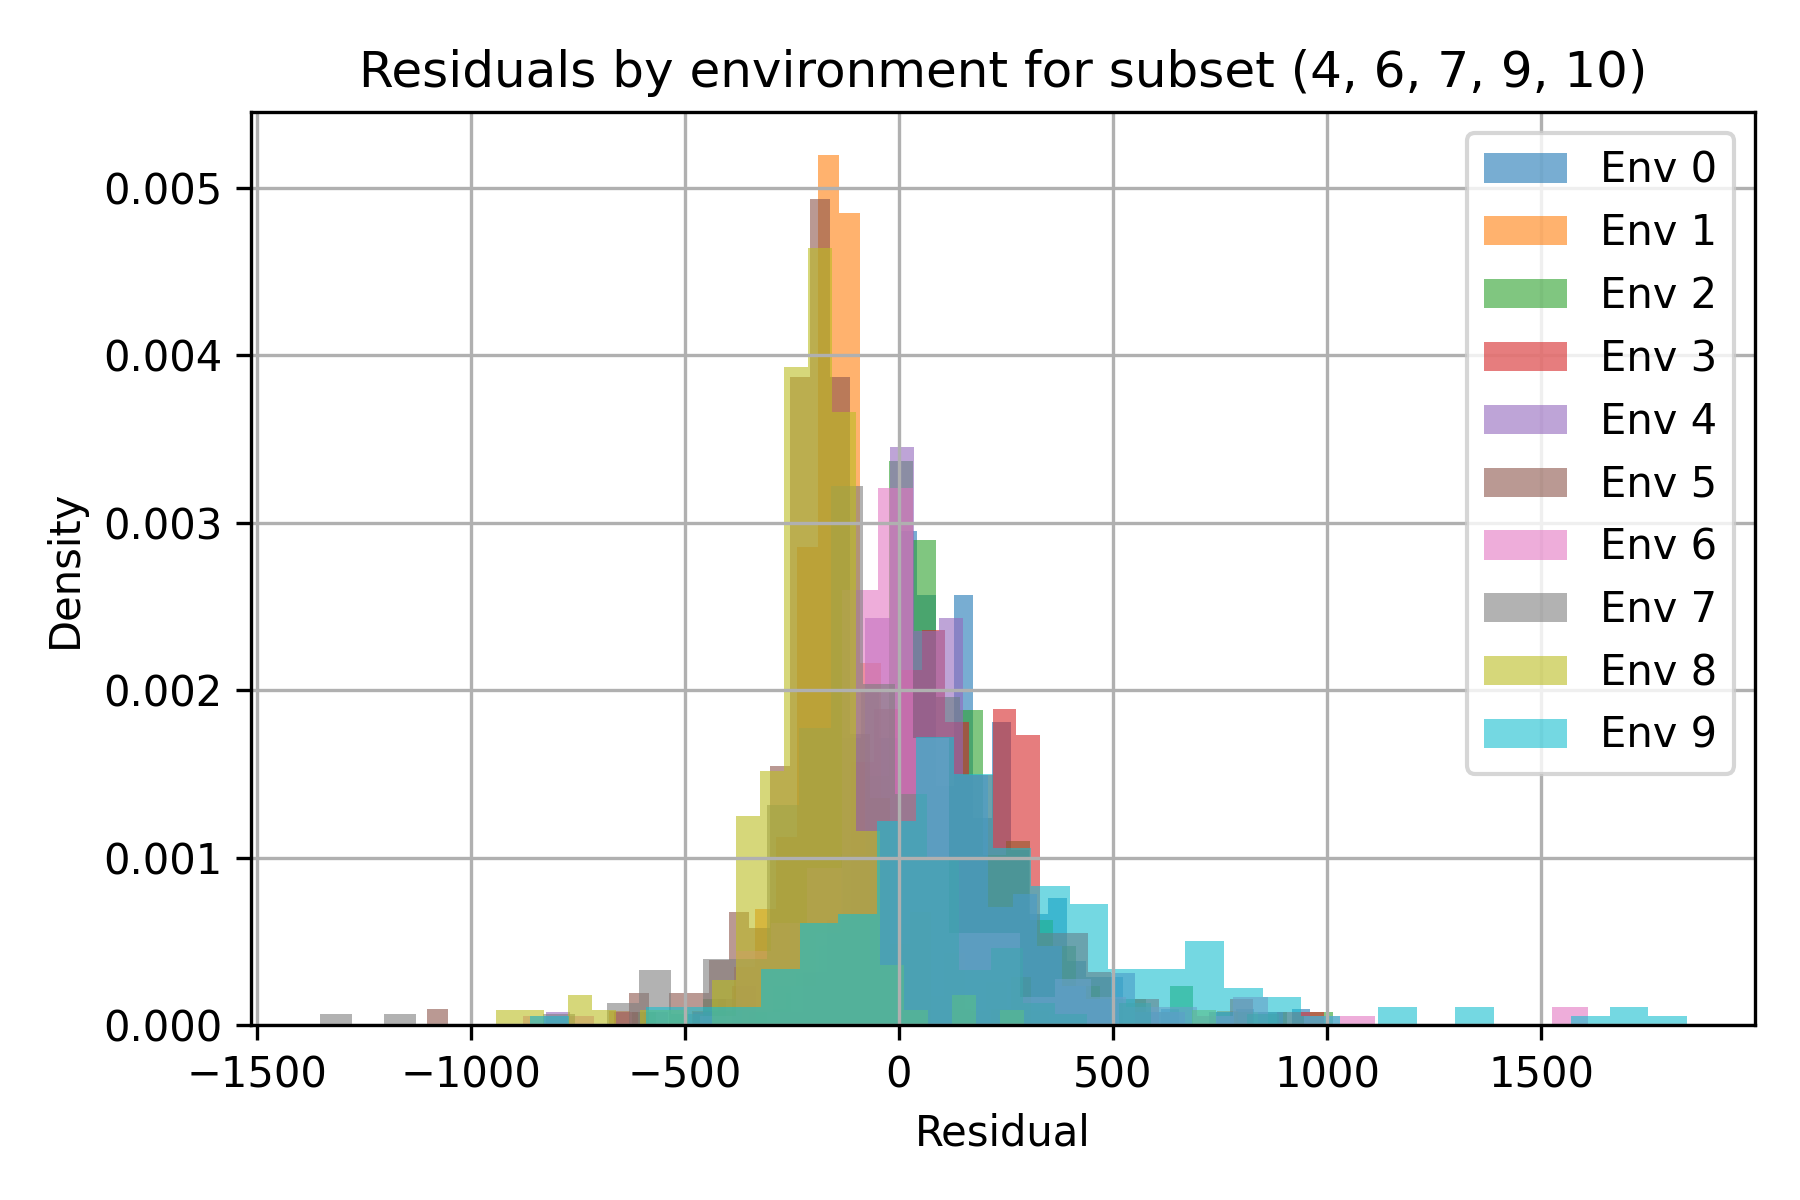 Residuals by environment for subset (4, 6, 7, 9, 10)
Density
0.005
0.004
0.003
0.002
0.001
0.000
−1500
−1000
−500
0
500
1000
1500
Residual
Env 0
Env 1
Env 2
Env 3
Env 4
Env 5
Env 6
Env 7
Env 8
Env 9